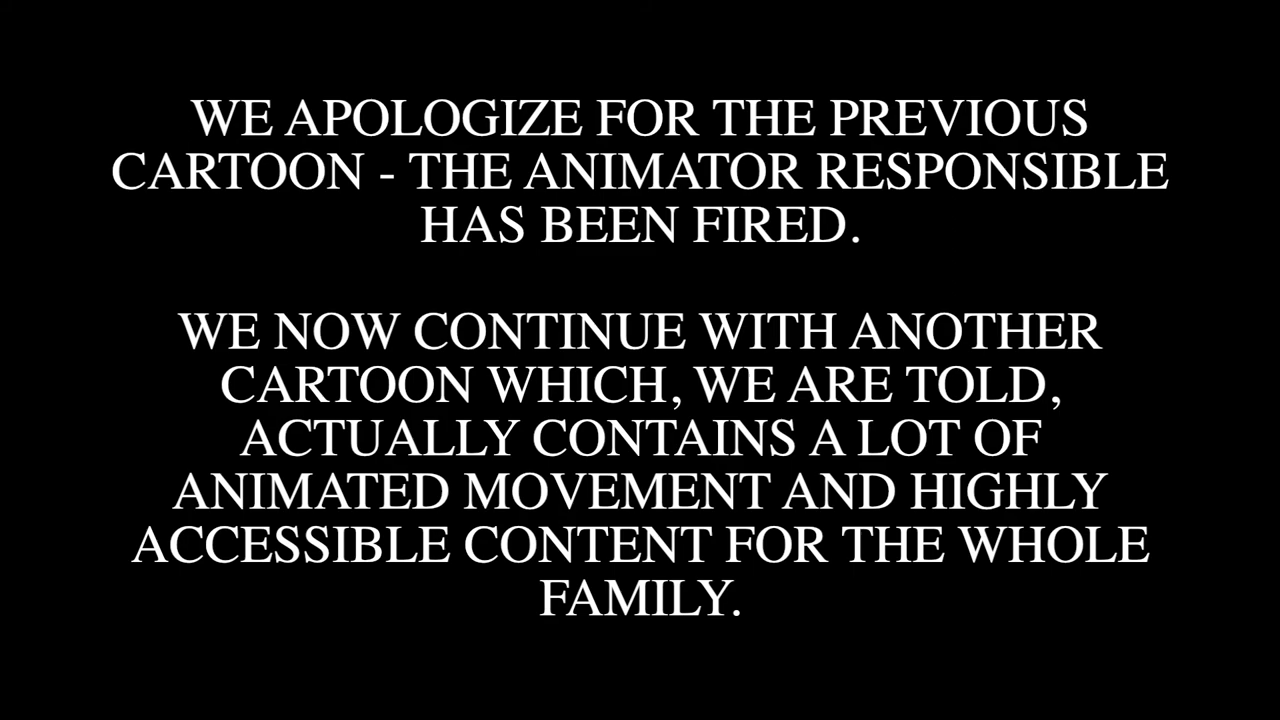 WE APOLOGIZE FOR THE PREVIOUS
CARTOON - THE ANIMATOR RESPONSIBLE
HAS BEEN FIRED.
WE NOW CONTINUE WITH ANOTHER
CARTOON WHICH, WE ARE TOLD,
ACTUALLY CONTAINS A LOT OF
ANIMATED MOVEMENT AND HIGHLY
ACCESSIBLE CONTENT FOR THE WHOLE
FAMILY.